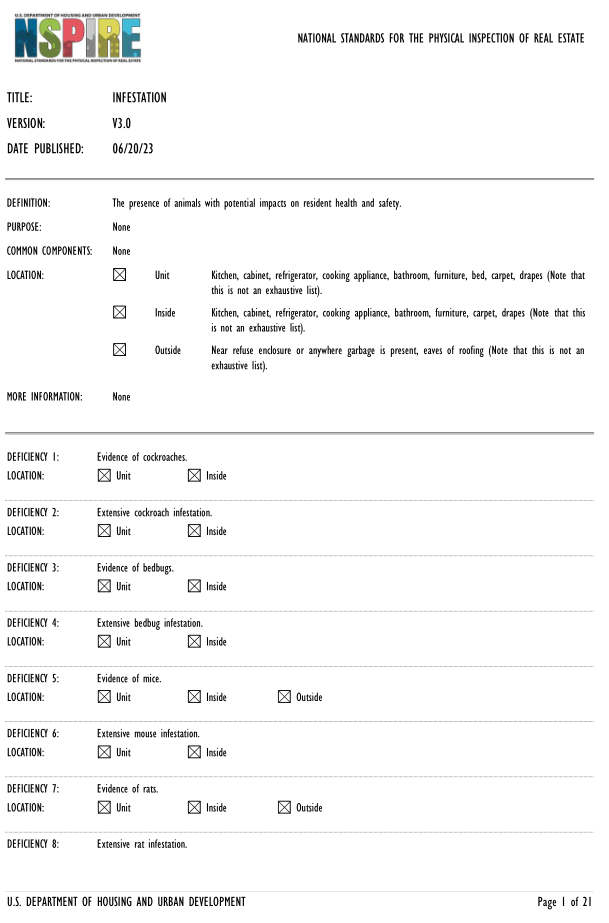 U.S. DEPARTMENT OF HOUSING AND URBAN DEVELOPMENT
NSPIRE
NATIONAL STANDARDS FOR THE PHYSICAL INSPECTION OF REAL ESTATE
NATIONAL STANDARDS FOR THE PHYSICAL INSPECTION OF REAL ESTATE
TITLE: INFESTATION
VERSION: V3.0
DATE PUBLISHED: 06/20/23
DEFINITION: The presence of animals with potential impacts on resident health and safety.
PURPOSE: None
COMMON COMPONENTS: None
LOCATION: ☒ Unit Kitchen, cabinet, refrigerator, cooking appliance, bathroom, furniture, bed, carpet, drapes (Note that
this is not an exhaustive list).
☒ Inside Kitchen, cabinet, refrigerator, cooking appliance, bathroom, furniture, carpet, drapes (Note that this
is not an exhaustive list).
☒ Outside Near refuse enclosure or anywhere garbage is present, eaves of roofing (Note that this is not an
exhaustive list).
MORE INFORMATION: None
DEFICIENCY 1: Evidence of cockroaches.
LOCATION: ☒ Unit ☒ Inside
DEFICIENCY 2: Extensive cockroach infestation.
LOCATION: ☒ Unit ☒ Inside
DEFICIENCY 3: Evidence of bedbugs.
LOCATION: ☒ Unit ☒ Inside
DEFICIENCY 4: Extensive bedbug infestation.
LOCATION: ☒ Unit ☒ Inside
DEFICIENCY 5: Evidence of mice.
LOCATION: ☒ Unit ☒ Inside ☒ Outside
DEFICIENCY 6: Extensive mouse infestation.
LOCATION: ☒ Unit ☒ Inside
DEFICIENCY 7: Evidence of rats.
LOCATION: ☒ Unit ☒ Inside ☒ Outside
DEFICIENCY 8: Extensive rat infestation.
U.S. DEPARTMENT OF HOUSING AND URBAN DEVELOPMENT Page 1 of 21